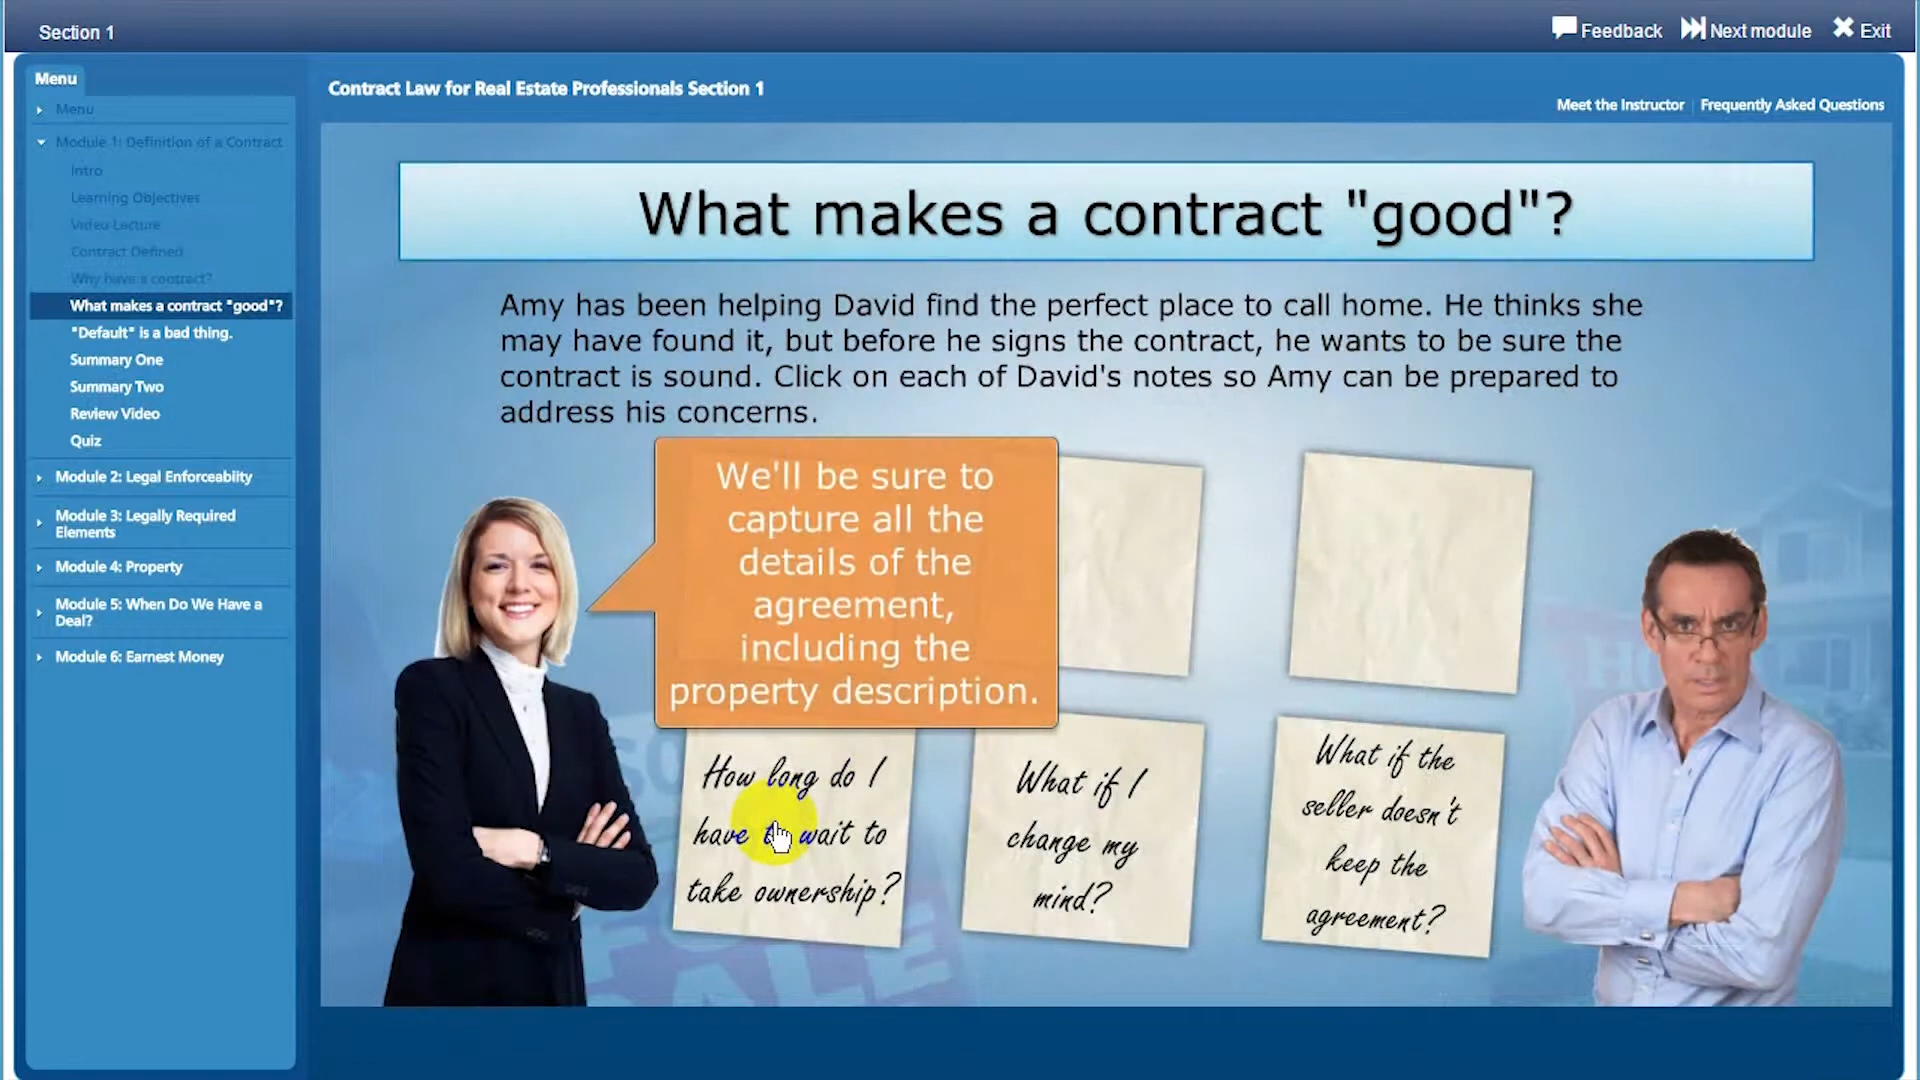 Section 1
Feedback
Next module
Exit
Menu
Menu
Module 1: Definition of a Contract
Intro
Learning Objectives
Video Lecture
Contract Defined
Why have a contract?
What makes a contract "good"?
"Default" is a bad thing.
Summary One
Summary Two
Review Video
Quiz
Module 2: Legal Enforceability
Module 3: Legally Required
Elements
Module 4: Property
Module 5: When Do We Have a
Deal?
Module 6: Earnest Money
Contract Law for Real Estate Professionals Section 1
Meet the Instructor
Frequently Asked Questions
What makes a contract "good"?
Amy has been helping David find the perfect place to call home. He thinks she
may have found it, but before he signs the contract, he wants to be sure the
contract is sound. Click on each of David's notes so Amy can be prepared to
address his concerns.
We'll be sure to
capture all the
details of the
agreement,
including the
property description.
How long do I
have to wait to
take ownership?
What if I
change my
mind?
What if the
seller doesn't
keep the
agreement?